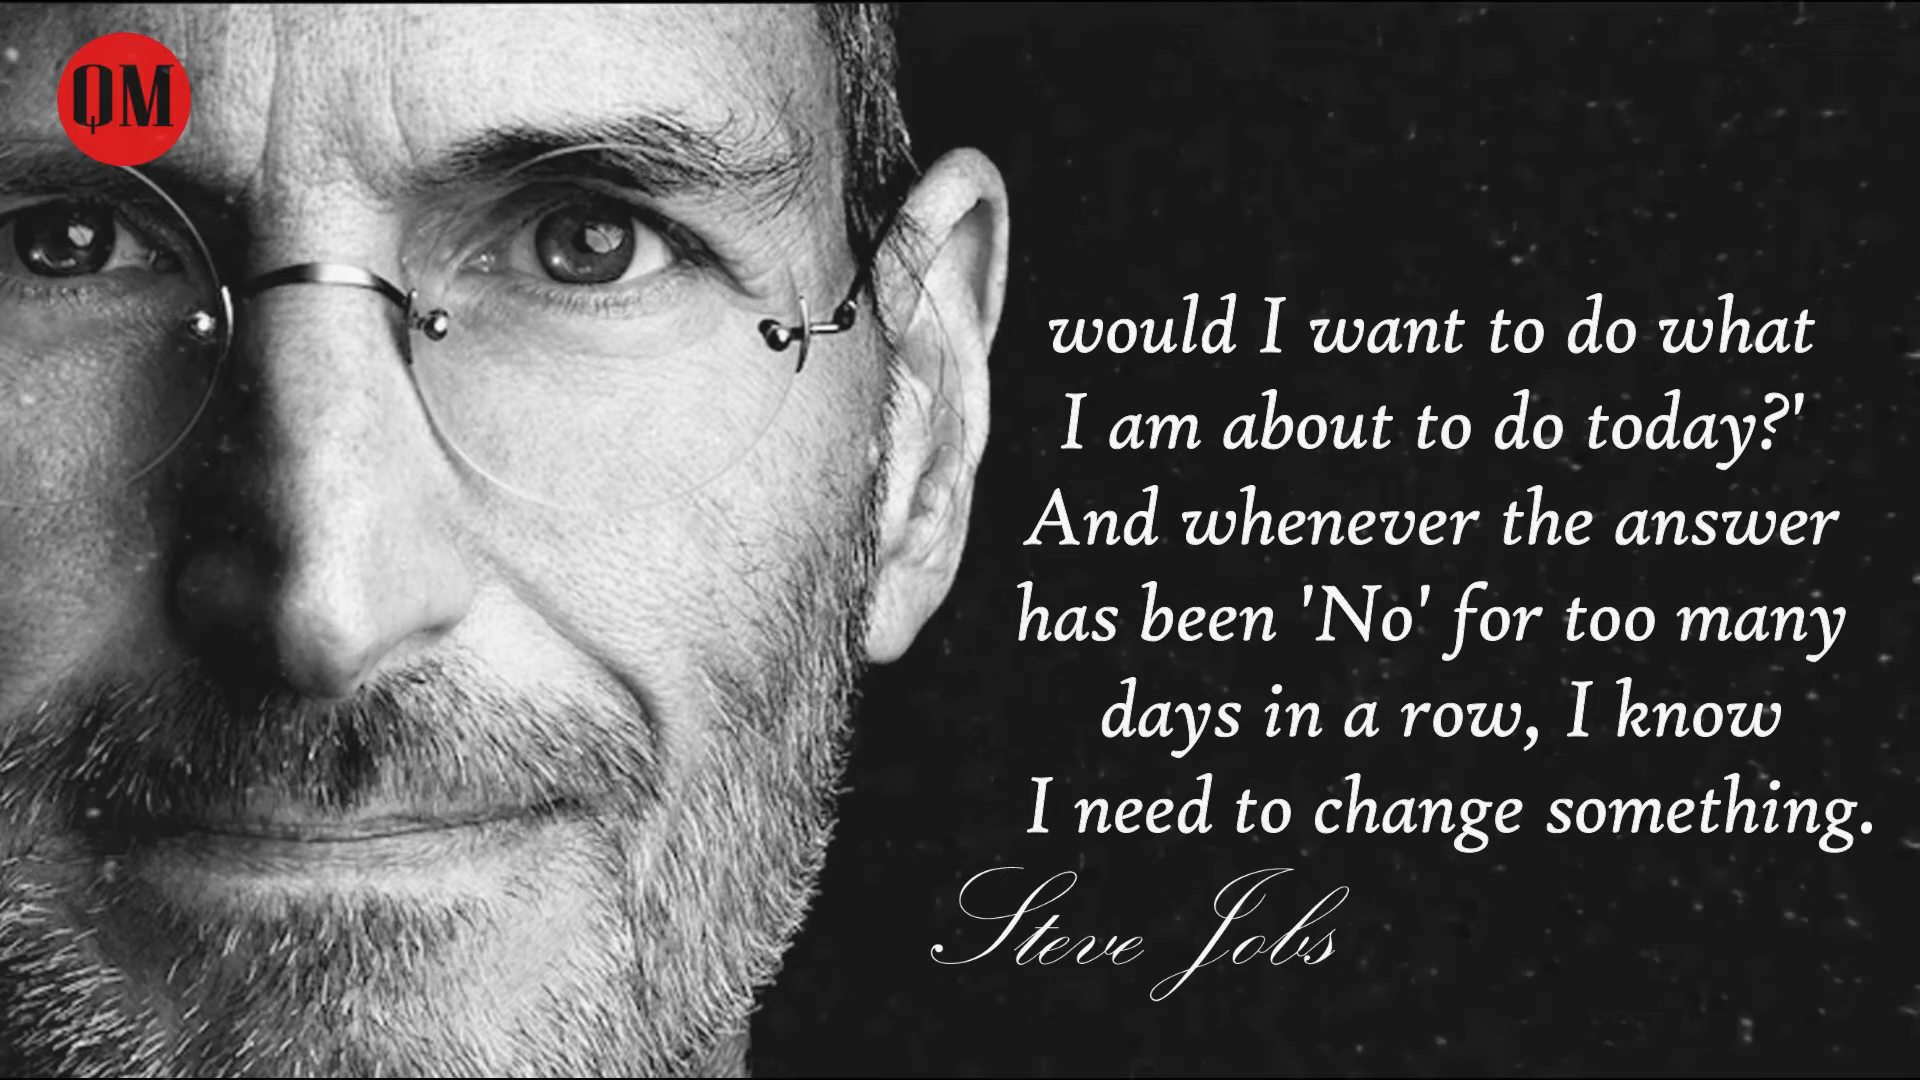 QM
would I want to do what
I am about to do today?'
And whenever the answer
has been 'No' for too many
days in a row, I know
I need to change something.
Steve Jobs